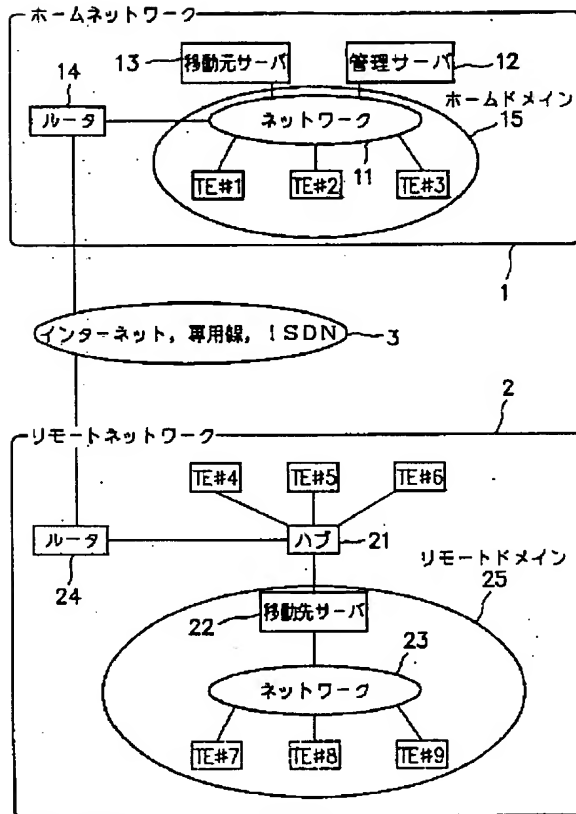 ホームネットワーク
13 移動元サーバ
管理サーバ 12
14
ルータ
ホームドメイン
15
ネットワーク
11
TE#1 TE#2 TE#3
1
インターネット，専用線，ISDN 3
2
リモートネットワーク
TE#4 TE#5 TE#6
ルータ
24
ハブ
21
リモートドメイン
25
22 移動先サーバ
23
ネットワーク
TE#7 TE#8 TE#9